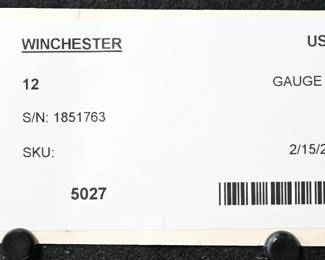 WINCHESTER US
12 GAUGE
S/N: 1851763
SKU: 2/15/2
5027